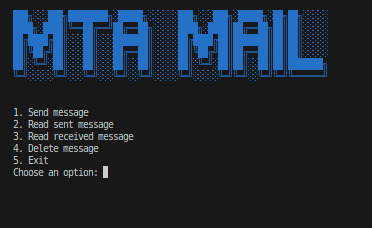 MTA MAIL
1. Send message
2. Read sent message
3. Read received message
4. Delete message
5. Exit
Choose an option: